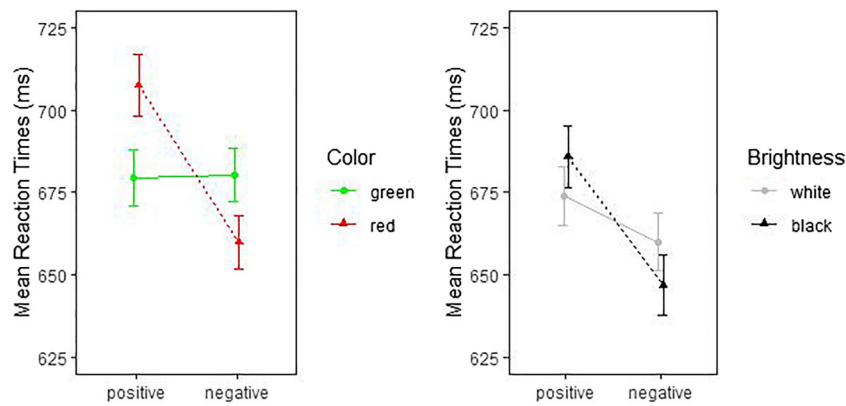 Mean Reaction Times (ms)
725
700
675
650
625
positive negative
Color
green
red
Mean Reaction Times (ms)
725
700
675
650
625
positive negative
Brightness
white
black